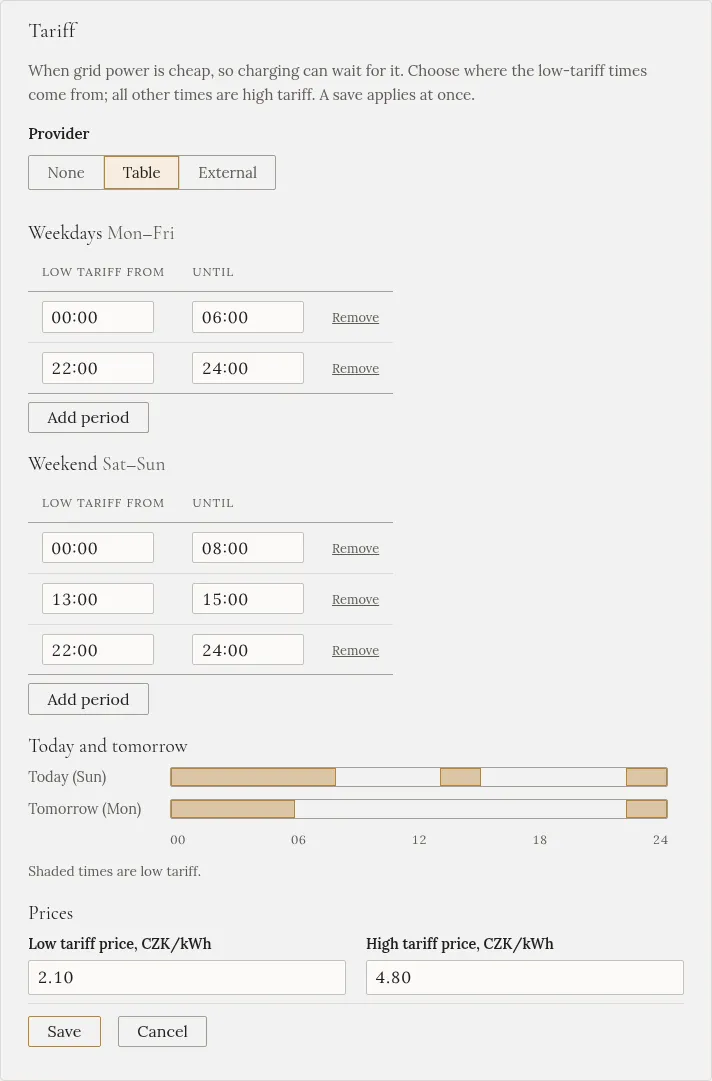 Tariff
When grid power is cheap, so charging can wait for it. Choose where the low-tariff times
come from; all other times are high tariff. A save applies at once.
Provider
None Table External
Weekdays Mon–Fri
LOW TARIFF FROM UNTIL
00:00 06:00 Remove
22:00 24:00 Remove
Add period
Weekend Sat–Sun
LOW TARIFF FROM UNTIL
00:00 08:00 Remove
13:00 15:00 Remove
22:00 24:00 Remove
Add period
Today and tomorrow
Today (Sun)
Tomorrow (Mon)
00 06 12 18 24
Shaded times are low tariff.
Prices
Low tariff price, CZK/kWh High tariff price, CZK/kWh
2.10 4.80
Save Cancel